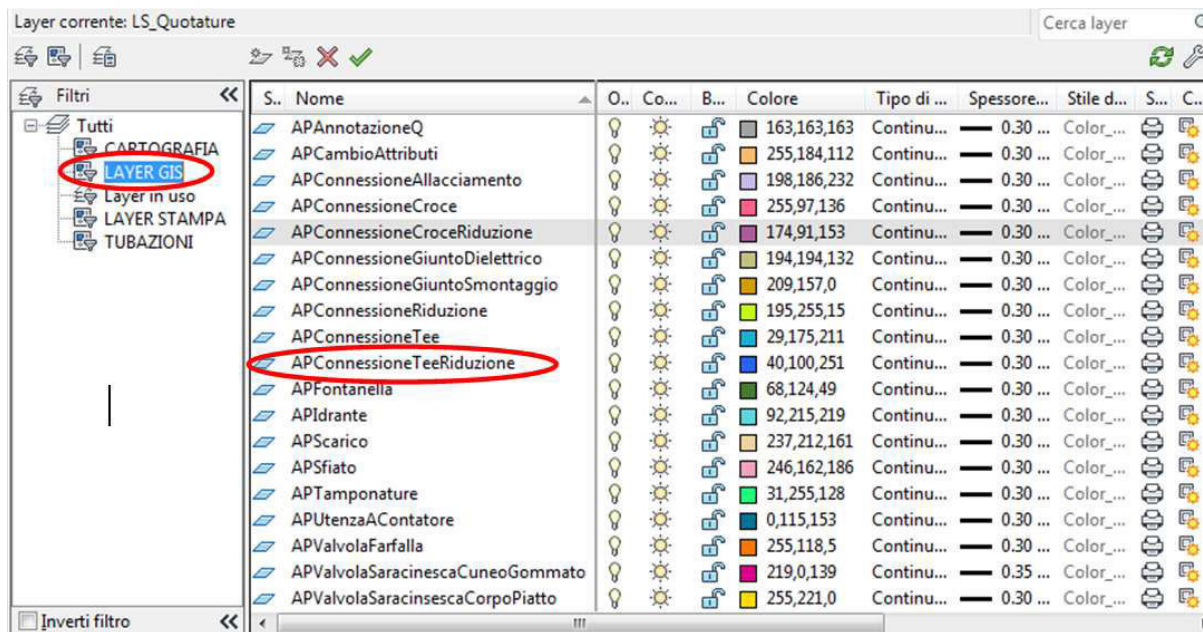 Layer corrente: LS_Quotature
Cerca layer
Filtri
S.. Nome O.. Co... B... Colore Tipo di ... Spessore... Stile d... S... C..
Tutti
CARTOGRAFIA
LAYER GIS
Layer in uso
LAYER STAMPA
TUBAZIONI
APAnnotazioneQ 163,163,163 Continu... 0.30 ... Color_...
APCambioAttributi 255,184,112 Continu... 0.30 ... Color_...
APConnessioneAllacciamento 198,186,232 Continu... 0.30 ... Color_...
APConnessioneCroce 255,97,136 Continu... 0.30 ... Color_...
APConnessioneCroceRiduzione 174,91,153 Continu... 0.30 ... Color_...
APConnessioneGiuntoDielettrico 194,194,132 Continu... 0.30 ... Color_...
APConnessioneGiuntoSmontaggio 209,157,0 Continu... 0.30 ... Color_...
APConnessioneRiduzione 195,255,15 Continu... 0.30 ... Color_...
APConnessioneTee 29,175,211 Continu... 0.30 ... Color_...
APConnessioneTeeRiduzione 40,100,251 Continu... 0.30 ... Color_...
APFontanella 68,124,49 Continu... 0.30 ... Color_...
APIdrante 92,215,219 Continu... 0.30 ... Color_...
APScarico 237,212,161 Continu... 0.30 ... Color_...
APSfiato 246,162,186 Continu... 0.30 ... Color_...
APTamponature 31,255,128 Continu... 0.30 ... Color_...
APUtenzaAContatore 0,115,153 Continu... 0.30 ... Color_...
APValvolaFarfalla 255,118,5 Continu... 0.30 ... Color_...
APValvolaSaracinescaCuneoGommato 219,0,139 Continu... 0.35 ... Color_...
APValvolaSaracinsescaCorpoPiatto 255,221,0 Continu... 0.30 ... Color_...
Inverti filtro